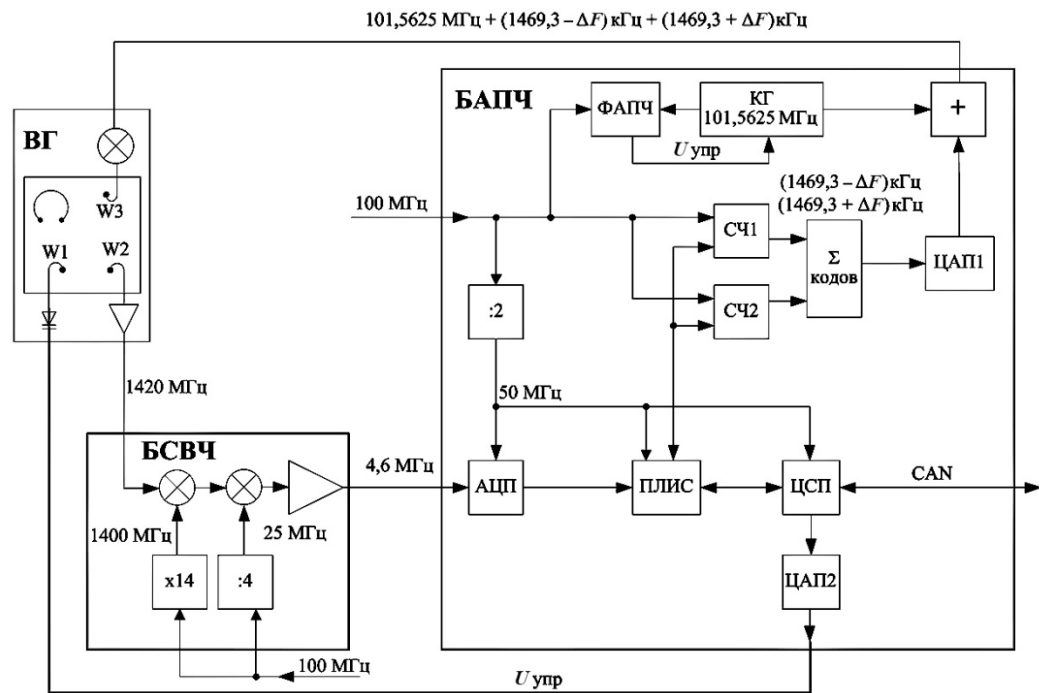 101,5625 МГц + (1469,3 – ΔF) кГц + (1469,3 + ΔF) кГц
БАПЧ
ВГ
ФАПЧ
КГ
101,5625 МГц
+
U упр
W3
W1
W2
100 МГц
(1469,3 – ΔF) кГц
(1469,3 + ΔF) кГц
СЧ1
Σ
кодов
ЦАП1
:2
СЧ2
1420 МГц
50 МГц
БСВЧ
4,6 МГц
АЦП
ПЛИС
ЦСП
CAN
1400 МГц
25 МГц
x14
:4
ЦАП2
100 МГц
U упр